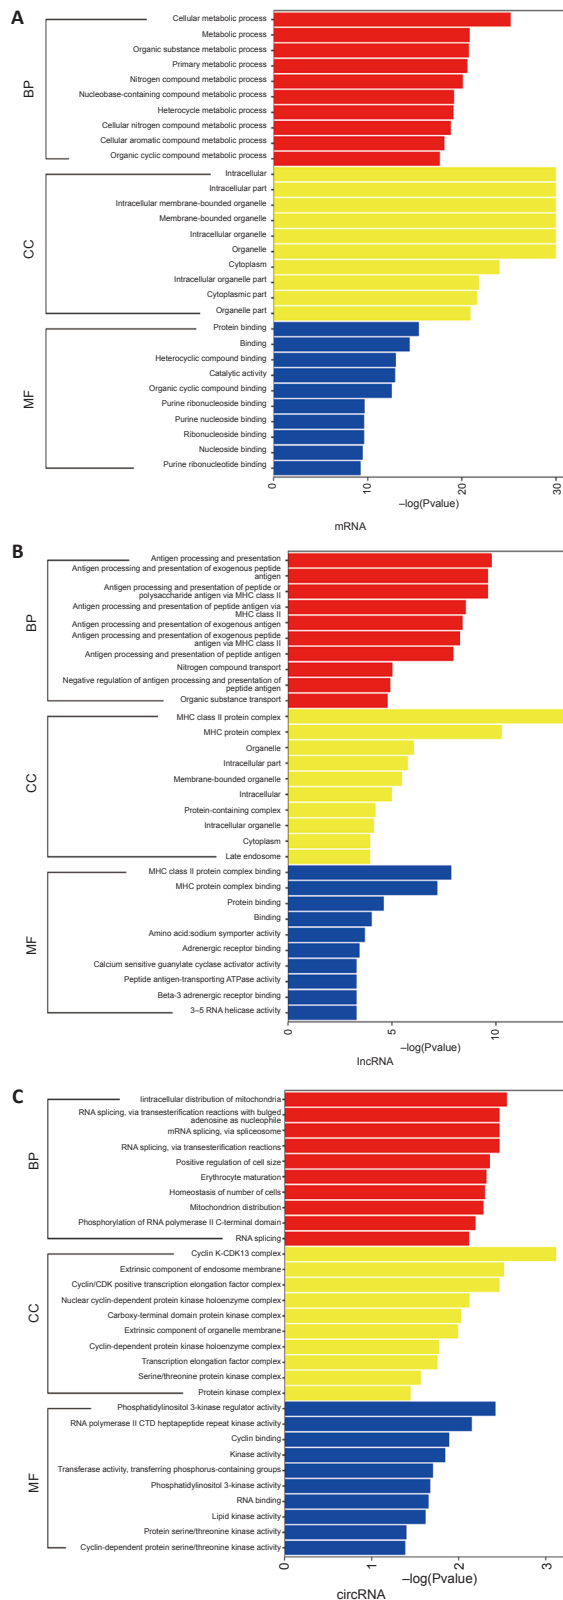 A
BP
Cellular metabolic process
Metabolic process
Organic substance metabolic process
Primary metabolic process
Nitrogen compound metabolic process
Nucleobase-containing compound metabolic process
Heterocycle metabolic process
Cellular nitrogen compound metabolic process
Cellular aromatic compound metabolic process
Organic cyclic compound metabolic process
CC
Intracellular
Intracellular part
Intracellular membrane-bounded organelle
Membrane-bounded organelle
Intracellular organelle
Organelle
Cytoplasm
Intracellular organelle part
Cytoplasmic part
Organelle part
MF
Protein binding
Binding
Heterocyclic compound binding
Catalytic activity
Organic cyclic compound binding
Purine ribonucleoside binding
Purine nucleoside binding
Ribonucleoside binding
Nucleoside binding
Purine ribonucleotide binding
0
10
20
30
–log(Pvalue)
mRNA
B
BP
Antigen processing and presentation
Antigen processing and presentation of exogenous peptide
antigen
Antigen processing and presentation of peptide or
polysaccharide antigen via MHC class II
Antigen processing and presentation of peptide antigen via
MHC class II
Antigen processing and presentation of exogenous antigen
Antigen processing and presentation of exogenous peptide
antigen via MHC class II
Antigen processing and presentation of peptide antigen
Nitrogen compound transport
Negative regulation of antigen processing and presentation of
peptide antigen
Organic substance transport
CC
MHC class II protein complex
MHC protein complex
Organelle
Intracellular part
Membrane-bounded organelle
Intracellular
Protein-containing complex
Intracellular organelle
Cytoplasm
Late endosome
MF
MHC class II protein complex binding
MHC protein complex binding
Protein binding
Binding
Amino acid:sodium symporter activity
Adrenergic receptor binding
Calcium sensitive guanylate cyclase activator activity
Peptide antigen-transporting ATPase activity
Beta-3 adrenergic receptor binding
3–5 RNA helicase activity
0
5
10
–log(Pvalue)
lncRNA
C
BP
Iintracellular distribution of mitochondria
RNA splicing, via transesterification reactions with bulged
adenosine as nucleophile
mRNA splicing, via spliceosome
RNA splicing, via transesterification reactions
Positive regulation of cell size
Erythrocyte maturation
Homeostasis of number of cells
Mitochondrion distribution
Phosphorylation of RNA polymerase II C-terminal domain
RNA splicing
CC
Cyclin K-CDK13 complex
Extrinsic component of endosome membrane
Cyclin/CDK positive transcription elongation factor complex
Nuclear cyclin-dependent protein kinase holoenzyme complex
Carboxy-terminal domain protein kinase complex
Extrinsic component of organelle membrane
Cyclin-dependent protein kinase holoenzyme complex
Transcription elongation factor complex
Serine/threonine protein kinase complex
Protein kinase complex
MF
Phosphatidylinositol 3-kinase regulator activity
RNA polymerase II CTD heptapeptide repeat kinase activity
Cyclin binding
Kinase activity
Transferase activity, transferring phosphorus-containing groups
Phosphatidylinositol 3-kinase activity
RNA binding
Lipid kinase activity
Protein serine/threonine kinase activity
Cyclin-dependent protein serine/threonine kinase activity
0
1
2
3
–log(Pvalue)
circRNA